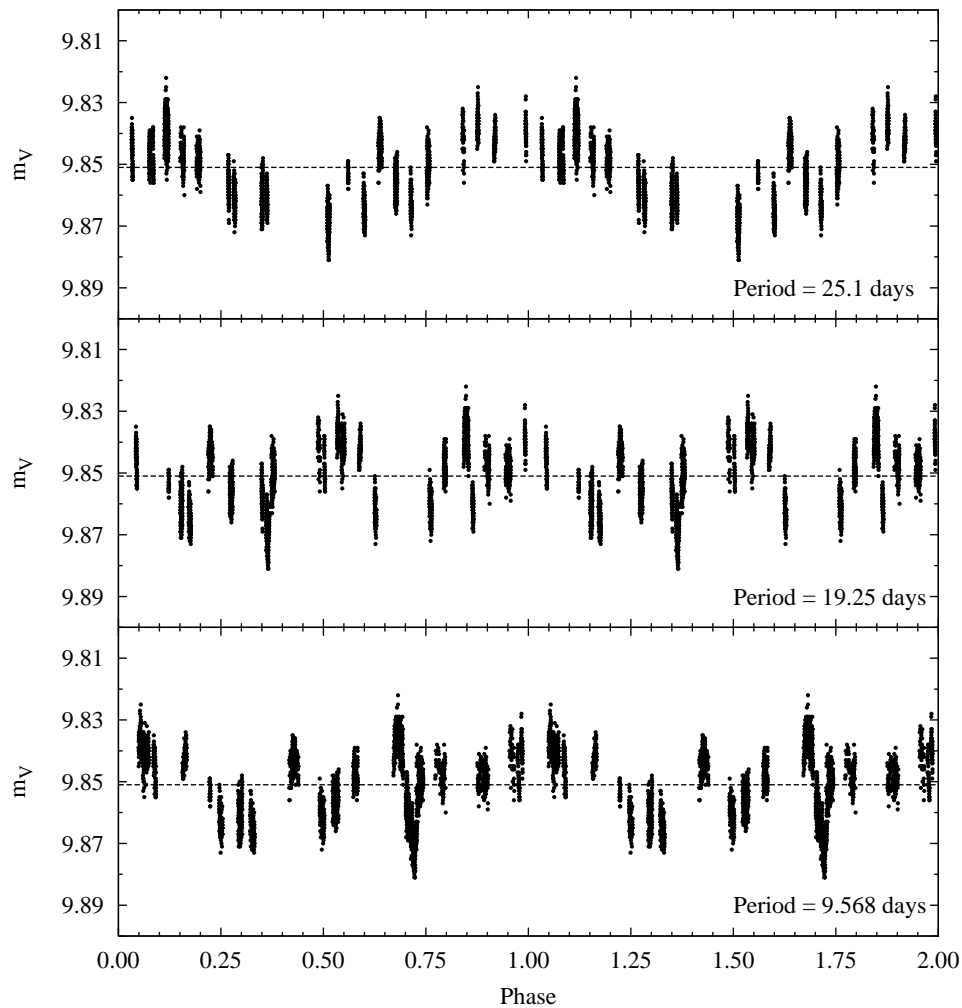 9.81
9.83
9.85
9.87
9.89
m_V
Period = 25.1 days
9.81
9.83
9.85
9.87
9.89
m_V
Period = 19.25 days
9.81
9.83
9.85
9.87
9.89
m_V
Period = 9.568 days
0.00 0.25 0.50 0.75 1.00 1.25 1.50 1.75 2.00
Phase